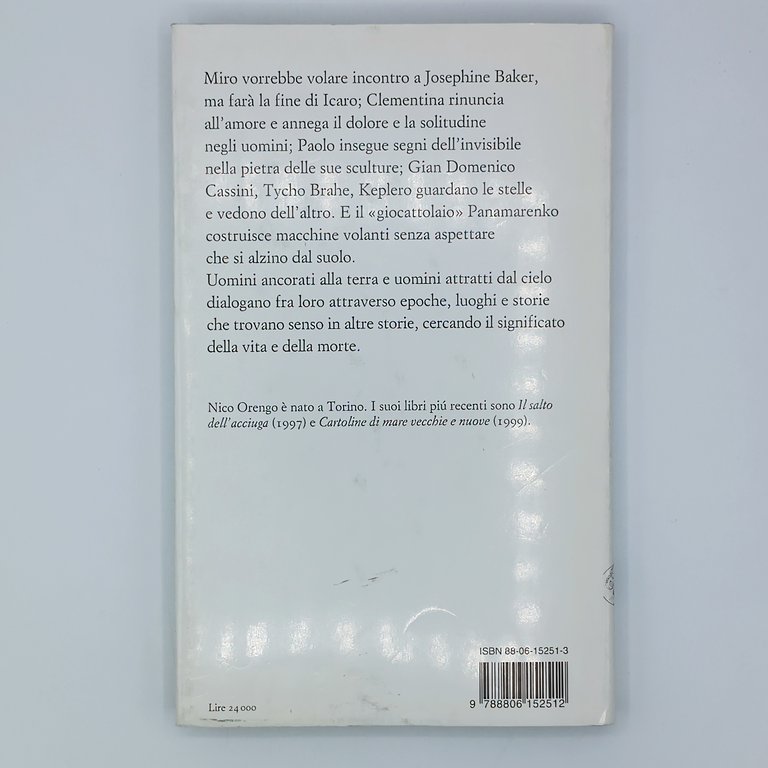 Miro vorrebbe volare incontro a Josephine Baker,
ma farà la fine di Icaro; Clementina rinuncia
all'amore e annega il dolore e la solitudine
negli uomini; Paolo insegue segni dell'invisibile
nella pietra delle sue sculture; Gian Domenico
Cassini, Tycho Brahe, Keplero guardano le stelle
e vedono dell'altro. E il «giocattolaio» Panamarenko
costruisce macchine volanti senza aspettare
che si alzino dal suolo.
Uomini ancorati alla terra e uomini attratti dal cielo
dialogano fra loro attraverso epoche, luoghi e storie
che trovano senso in altre storie, cercando il significato
della vita e della morte.
Nico Orengo è nato a Torino. I suoi libri piú recenti sono Il salto
dell'acciuga (1997) e Cartoline di mare vecchie e nuove (1999).
ISBN 88-06-15251-3
9 788806 152512
Lire 24 000